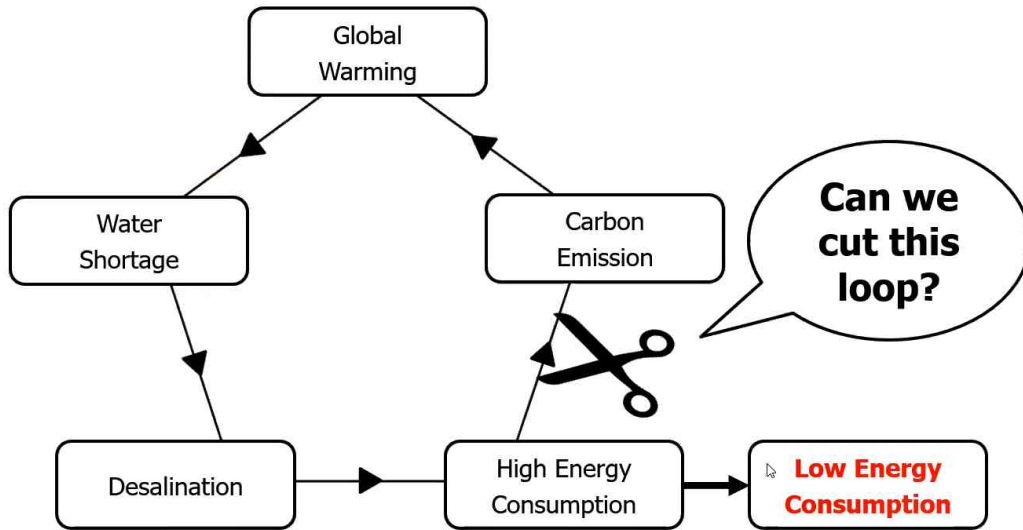 Global
Warming
Water
Shortage
Carbon
Emission
Can we
cut this
loop?
Desalination
High Energy
Consumption
Low Energy
Consumption